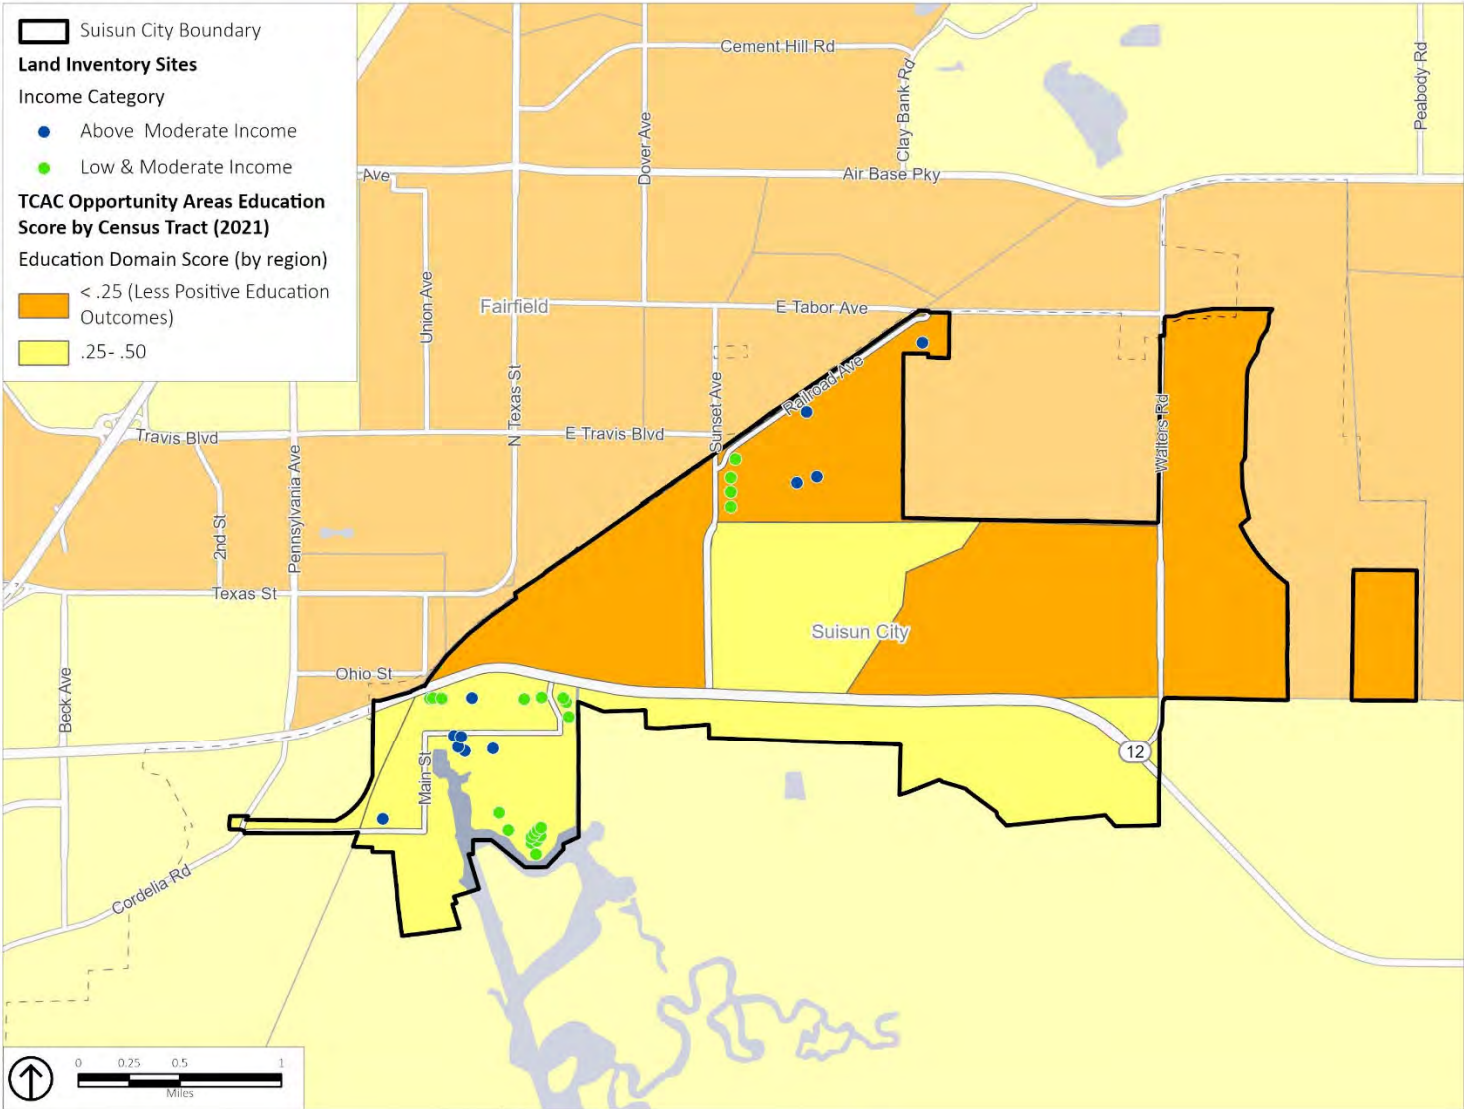 Suisun City Boundary
Land Inventory Sites
Income Category
Above Moderate Income
Low & Moderate Income
TCAC Opportunity Areas Education
Score by Census Tract (2021)
Education Domain Score (by region)
< .25 (Less Positive Education
Outcomes)
.25- .50
Cement Hill Rd
Clay Bank Rd
Peabody Rd
Dover Ave
Ave
Air Base Pky
Union Ave
Fairfield
E Tabor Ave
N Texas St
Sunset Ave
Railroad Ave
Walters Rd
Travis Blvd
E Travis Blvd
Pennsylvania Ave
2nd St
Texas St
Suisun City
Ohio St
Beck Ave
Main St
12
Cordelia Rd
0 0.25 0.5 1
Miles